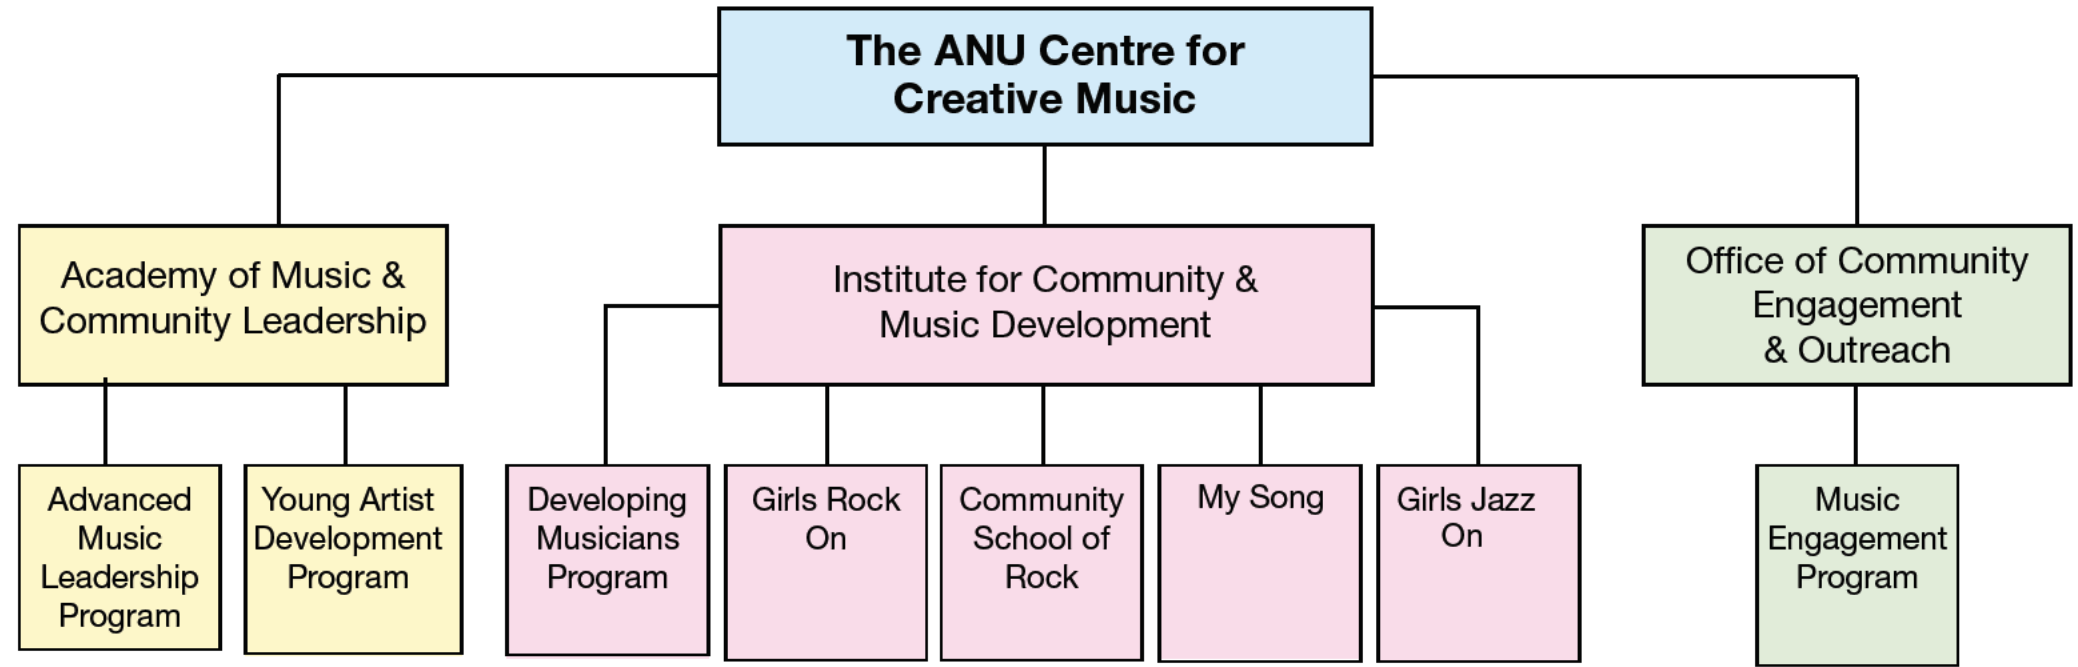 The ANU Centre for
Creative Music
Academy of Music &
Community Leadership
Institute for Community &
Music Development
Office of Community
Engagement
& Outreach
Advanced
Music
Leadership
Program
Young Artist
Development
Program
Developing
Musicians
Program
Girls Rock
On
Community
School of
Rock
My Song
Girls Jazz
On
Music
Engagement
Program